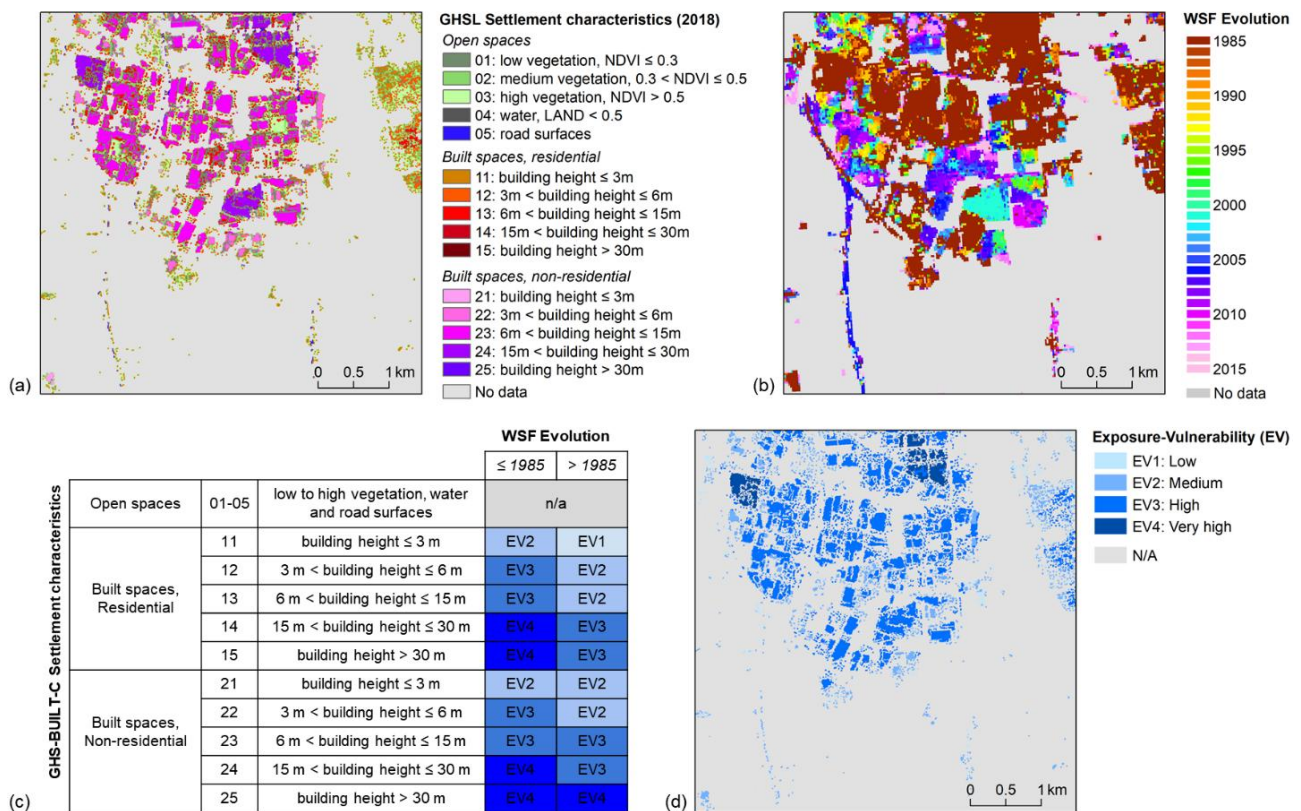 (a)
GHSL Settlement characteristics (2018)
Open spaces
01: low vegetation, NDVI ≤ 0.3
02: medium vegetation, 0.3 < NDVI ≤ 0.5
03: high vegetation, NDVI > 0.5
04: water, LAND < 0.5
05: road surfaces
Built spaces, residential
11: building height ≤ 3m
12: 3m < building height ≤ 6m
13: 6m < building height ≤ 15m
14: 15m < building height ≤ 30m
15: building height > 30m
Built spaces, non-residential
21: building height ≤ 3m
22: 3m < building height ≤ 6m
23: 6m < building height ≤ 15m
24: 15m < building height ≤ 30m
25: building height > 30m
No data
0 0.5 1 km
(b)
WSF Evolution
1985
1990
1995
2000
2005
2010
2015
No data
0 0.5 1 km
(c)
GHS-BUILT-C Settlement characteristics
WSF Evolution
≤ 1985 > 1985
Open spaces 01-05 low to high vegetation, water and road surfaces n/a
Built spaces, Residential
11 building height ≤ 3 m EV2 EV1
12 3 m < building height ≤ 6 m EV3 EV2
13 6 m < building height ≤ 15 m EV3 EV2
14 15 m < building height ≤ 30 m EV4 EV3
15 building height > 30 m EV4 EV3
Built spaces, Non-residential
21 building height ≤ 3 m EV2 EV2
22 3 m < building height ≤ 6 m EV3 EV2
23 6 m < building height ≤ 15 m EV3 EV3
24 15 m < building height ≤ 30 m EV4 EV3
25 building height > 30 m EV4 EV4
(d)
Exposure-Vulnerability (EV)
EV1: Low
EV2: Medium
EV3: High
EV4: Very high
N/A
0 0.5 1 km